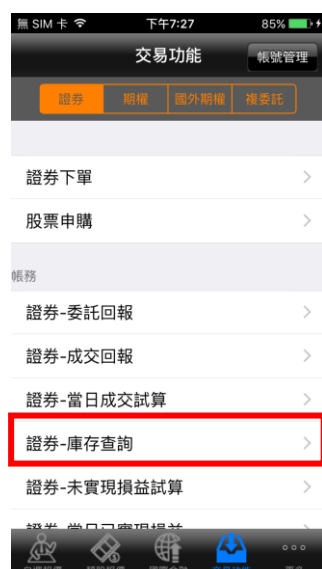 無 SIM 卡 下午7:27 85%
交易功能 帳號管理
證券 期權 國外期權 複委託
證券下單
股票申購
帳務
證券-委託回報
證券-成交回報
證券-當日成交試算
證券-庫存查詢
證券-未實現損益試算